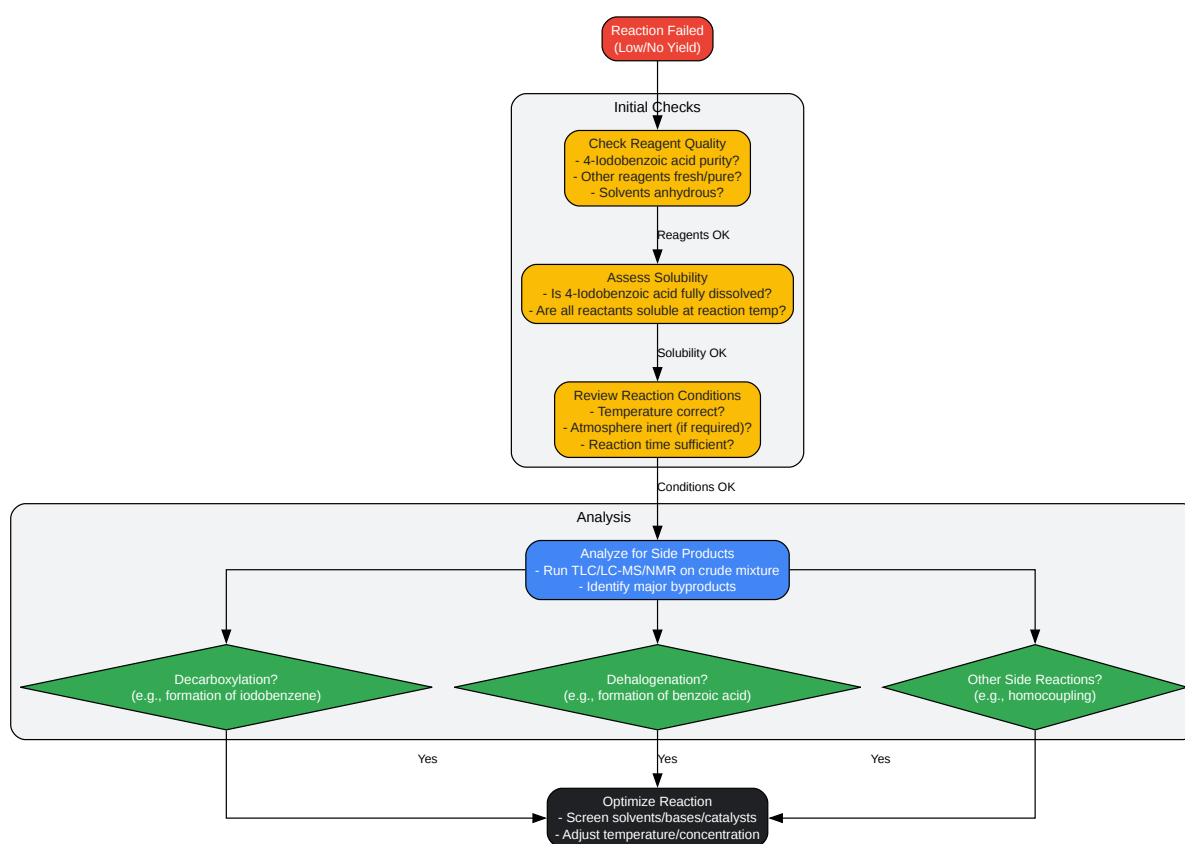 Reaction Failed
(Low/No Yield)
Initial Checks
Check Reagent Quality
- 4-Iodobenzoic acid purity?
- Other reagents fresh/pure?
- Solvents anhydrous?
Reagents OK
Assess Solubility
- Is 4-Iodobenzoic acid fully dissolved?
- Are all reactants soluble at reaction temp?
Solubility OK
Review Reaction Conditions
- Temperature correct?
- Atmosphere inert (if required)?
- Reaction time sufficient?
Conditions OK
Analysis
Analyze for Side Products
- Run TLC/LC-MS/NMR on crude mixture
- Identify major byproducts
Decarboxylation?
(e.g., formation of iodobenzene)
Dehalogenation?
(e.g., formation of benzoic acid)
Other Side Reactions?
(e.g., homocoupling)
Yes
Yes
Yes
Optimize Reaction
- Screen solvents/bases/catalysts
- Adjust temperature/concentration